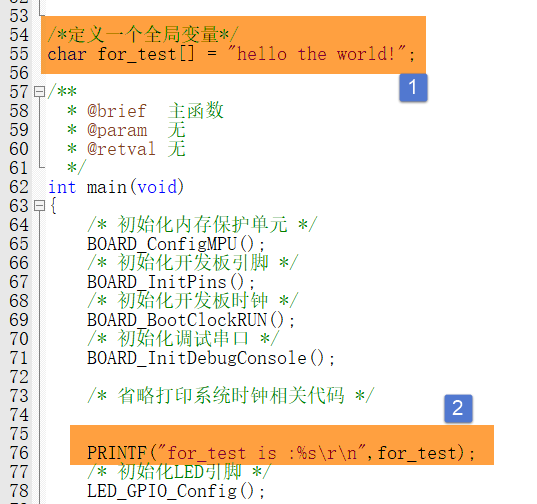 53
54 /*定义一个全局变量*/
55 char for_test[] = "hello the world!";
56
1
57 /**
58 * @brief 主函数
59 * @param 无
60 * @retval 无
61 */
62 int main(void)
63 {
64 /* 初始化内存保护单元 */
65 BOARD_ConfigMPU();
66 /* 初始化开发板引脚 */
67 BOARD_InitPins();
68 /* 初始化开发板时钟 */
69 BOARD_BootClockRUN();
70 /* 初始化调试串口 */
71 BOARD_InitDebugConsole();
72
73 /* 省略打印系统时钟相关代码 */
74
2
75
76 PRINTF("for_test is :%s\r\n",for_test);
77 /* 初始化LED引脚 */
78 LED_GPIO_Config();